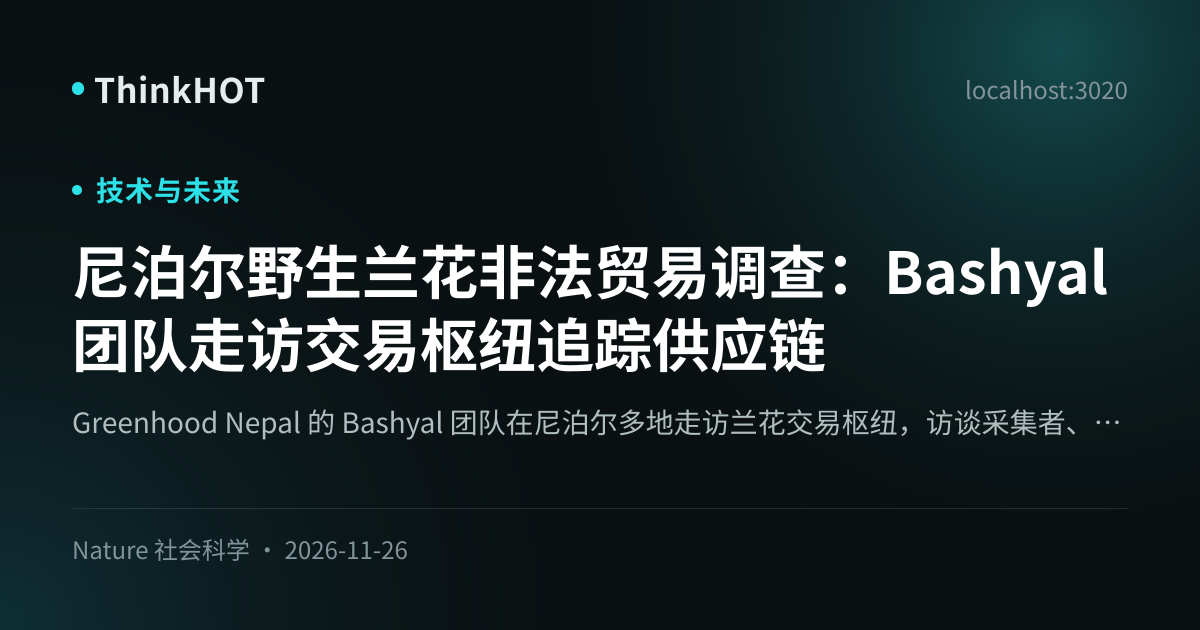 ThinkHOT
localhost:3020
技术与未来
尼泊尔野生兰花非法贸易调查：Bashyal
团队走访交易枢纽追踪供应链
Greenhood Nepal 的 Bashyal 团队在尼泊尔多地走访兰花交易枢纽，访谈采集者、…
Nature 社会科学 · 2026-11-26